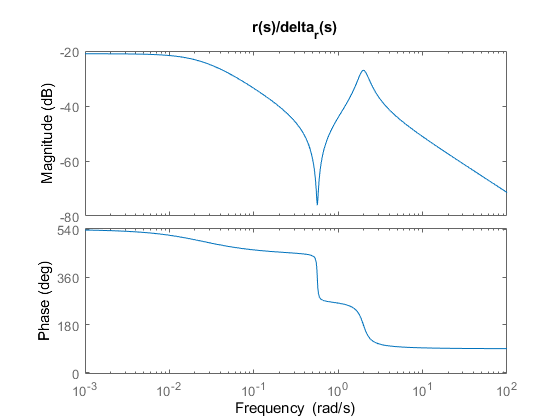 r(s)/delta_r(s)
-20
-40
-60
-80
Magnitude (dB)
540
360
180
0
Phase (deg)
10^-3 10^-2 10^-1 10^0 10^1 10^2
Frequency (rad/s)